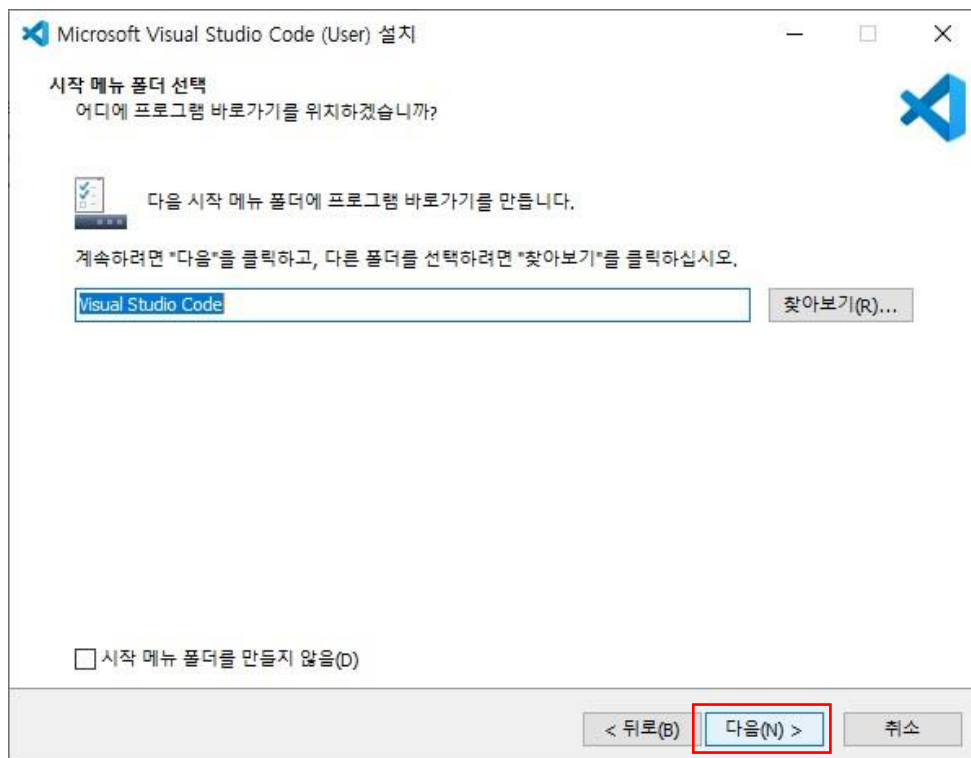 Microsoft Visual Studio Code (User) 설치
시작 메뉴 폴더 선택
어디에 프로그램 바로가기를 위치하겠습니까?
다음 시작 메뉴 폴더에 프로그램 바로가기를 만듭니다.
계속하려면 "다음"을 클릭하고, 다른 폴더를 선택하려면 "찾아보기"를 클릭하십시오.
Visual Studio Code 찾아보기(R)...
시작 메뉴 폴더를 만들지 않음(D)
< 뒤로(B) 다음(N) > 취소